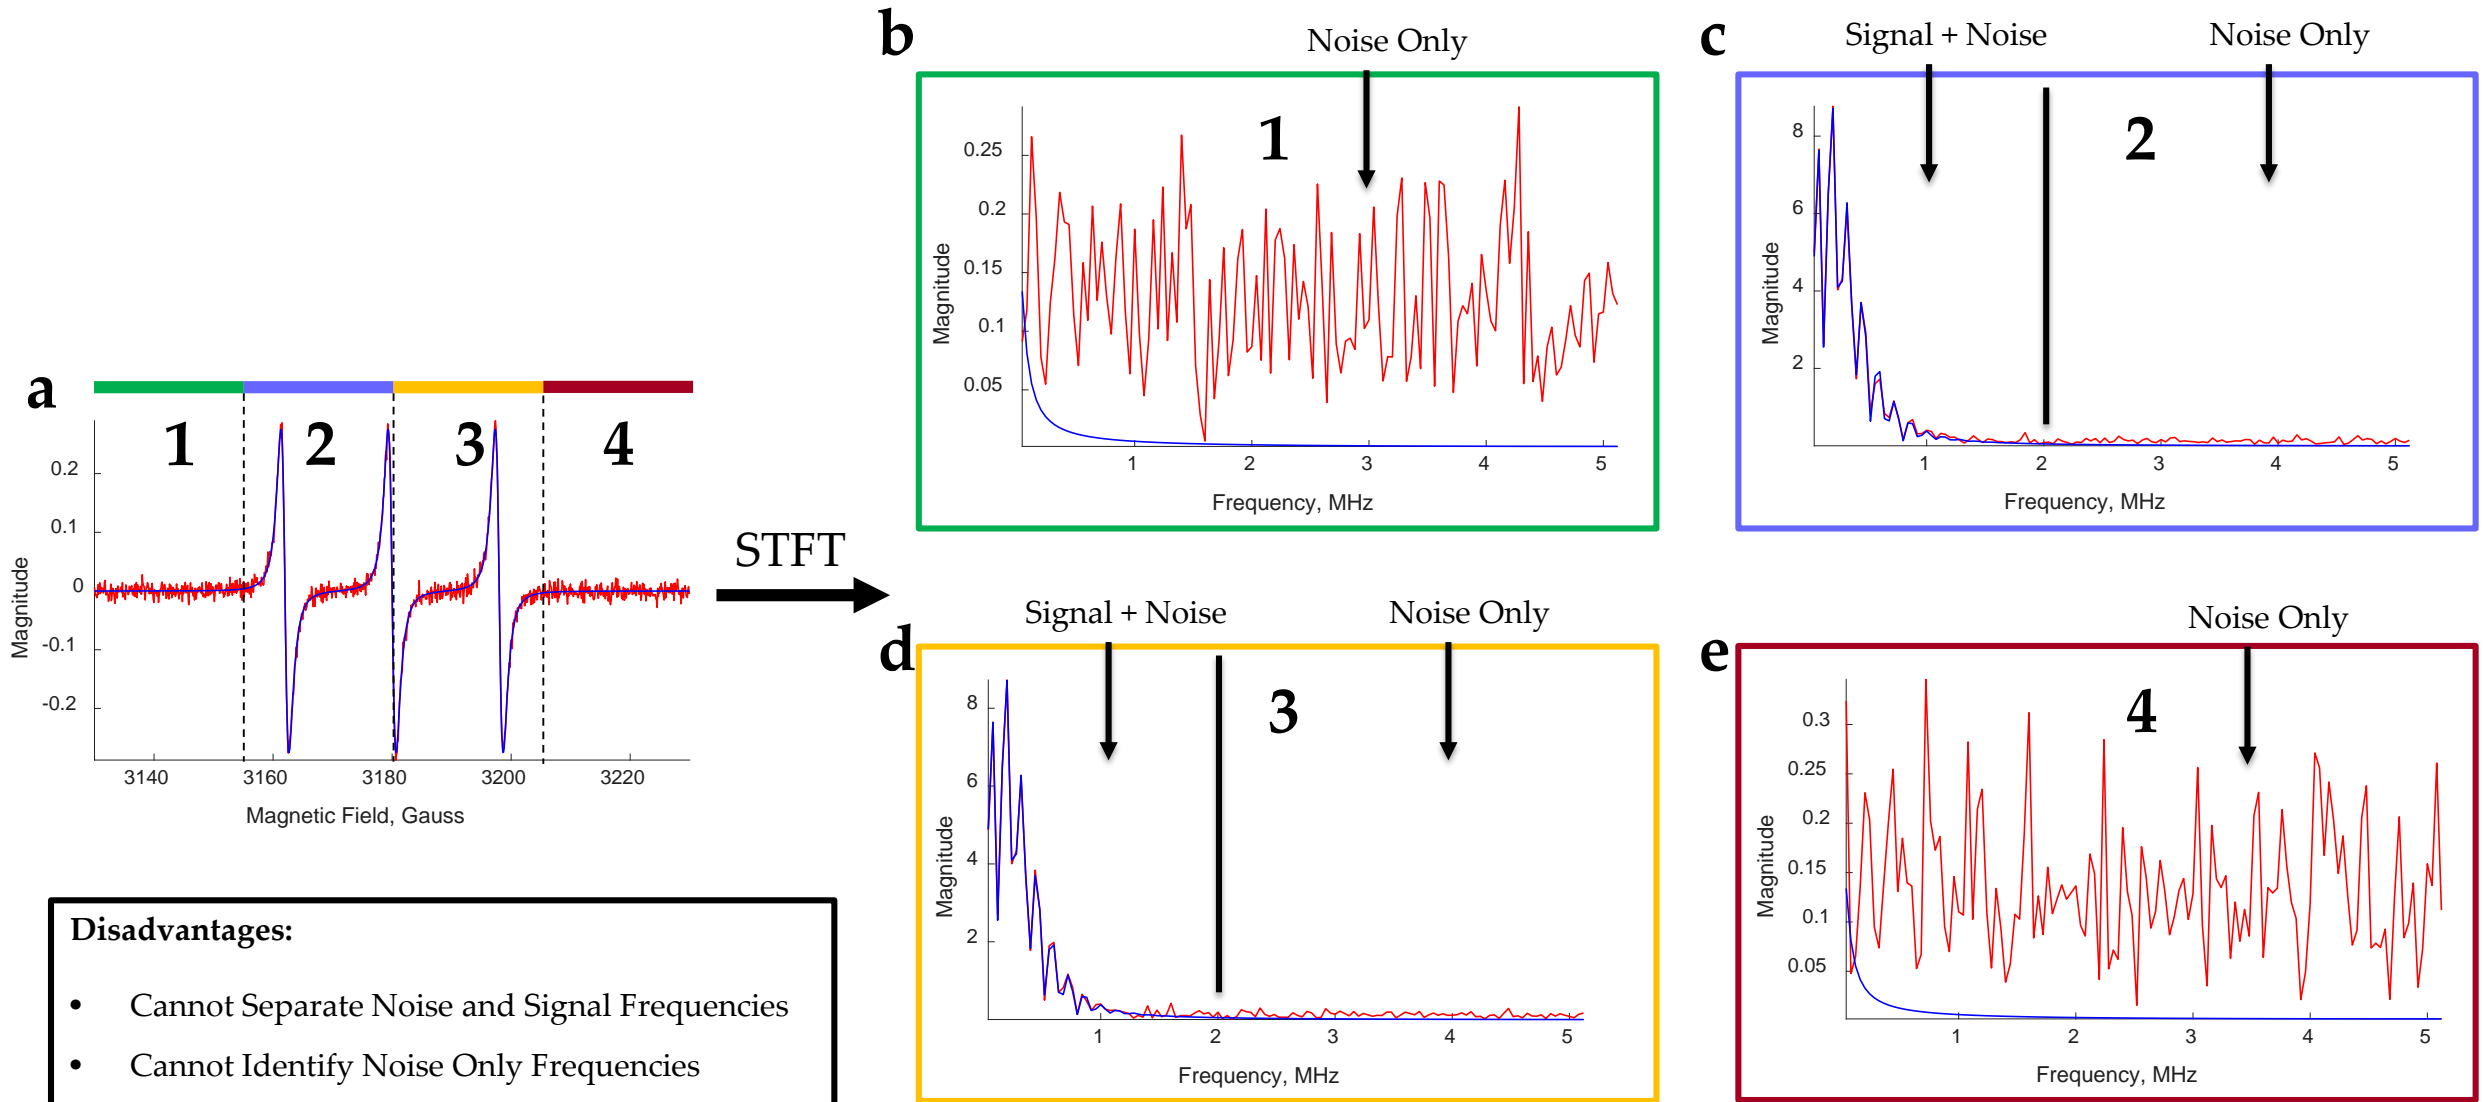 a
1
2
3
4
0.2
0.1
0
-0.1
-0.2
Magnitude
3140
3160
3180
3200
3220
Magnetic Field, Gauss
STFT
b
Noise Only
1
0.25
0.2
0.15
0.1
0.05
Magnitude
1
2
3
4
5
Frequency, MHz
c
Signal + Noise
Noise Only
2
8
6
4
2
Magnitude
1
2
3
4
5
Frequency, MHz
d
Signal + Noise
Noise Only
3
8
6
4
2
Magnitude
1
2
3
4
5
Frequency, MHz
e
Noise Only
4
0.3
0.25
0.2
0.15
0.1
0.05
Magnitude
1
2
3
4
5
Frequency, MHz
Disadvantages:
• Cannot Separate Noise and Signal Frequencies
• Cannot Identify Noise Only Frequencies